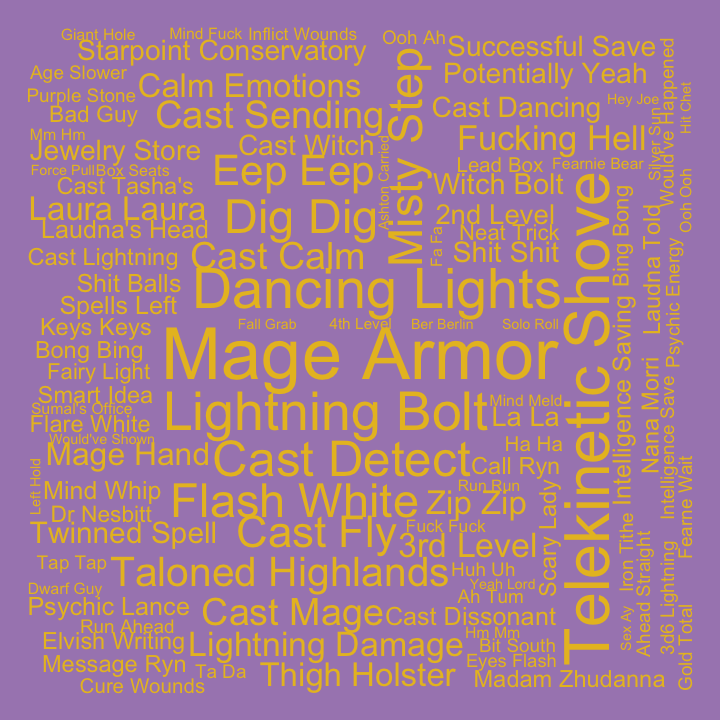 Giant Hole
Mind Fuck
Inflict Wounds
Ooh Ah
Starpoint Conservatory
Successful Save
Age Slower
Calm Emotions
Misty Step
Potentially Yeah
Would've Happened
Purple Stone
Cast Sending
Cast Dancing
Hey Joe
Hit Chet
Bad Guy
Silver Sun
Mm Hm
Cast Witch
Fucking Hell
Jewelry Store
Ashton Carried
Lead Box
Fearnie Bear
Force Pull
Box Seats
Eep Eep
Witch Bolt
Ooh Ooh
Cast Tasha's
Telekinetic Shove
Bing Bong
Laura Laura
Dig Dig
2nd Level
Laudna Told
Laudna's Head
Fa Fa
Neat Trick
Cast Lightning
Cast Calm
Shit Shit
Psychic Energy
Shit Balls
Dancing Lights
Intelligence Saving
Spells Left
Keys Keys
Fall Grab
4th Level
Ber Berlin
Solo Roll
Bong Bing
Mage Armor
Nana Morri
Fairy Light
Smart Idea
Lightning Bolt
Mind Meld
Intelligence Save
Sumal's Office
La La
Flare White
Would've Shown
Ha Ha
Mage Hand
Cast Detect
Call Ryn
Left Hold
Fearne Wait
Mind Whip
Flash White
Zip Zip
Run Run
Scary Lady
Iron Tithe
Dr Nesbitt
Twinned Spell
Cast Fly
Fuck Fuck
3rd Level
Ahead Straight
3d6 Lightning
Tap Tap
Taloned Highlands
Huh Uh
Dwarf Guy
Yeah Lord
Ah Tum
Psychic Lance
Cast Mage
Cast Dissonant
Sex Ay
Gold Total
Run Ahead
Hm Mm
Elvish Writing
Lightning Damage
Bit South
Message Ryn
Ta Da
Thigh Holster
Eyes Flash
Cure Wounds
Madam Zhudanna